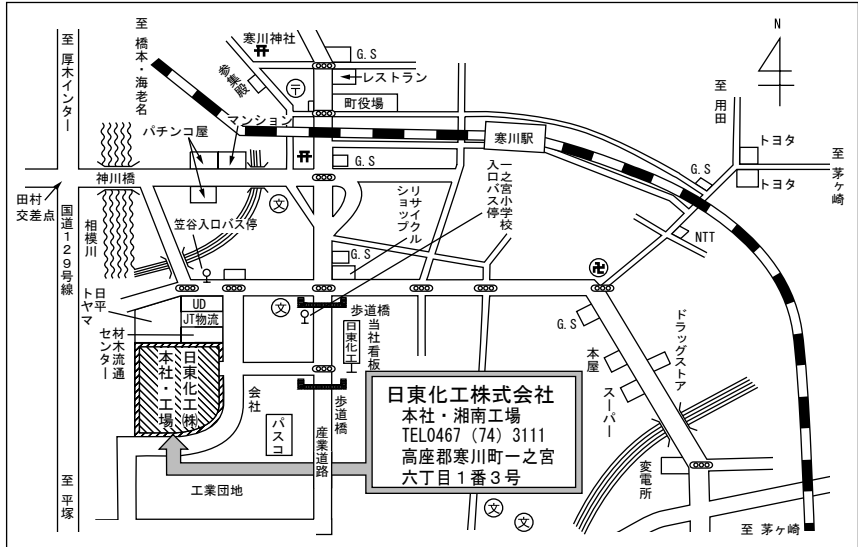 至 厚木インター
至 橋本・海老名
寒川神社
G.S
レストラン
参集殿
〒
町役場
マンション
パチンコ屋
寒川駅
N
至 用田
トヨタ
トヨタ
至 茅ヶ崎
G.S
NTT
G.S
神川橋
田村
交差点
国道129号線
相模川
笠谷入口バス停
文
リサイクル
ショップ
一之宮小学校
入口バス停
G.S
卍
日平
トヤマ
UD
JT物流
材木流通
センター
文
歩道橋
当社看板
日東化工
G.S
本屋
ドラッグストア
スーパー
日東化工㈱
本社・工場
会社
パスコ
歩道橋
産業道路
日東化工株式会社
本社・湘南工場
TEL0467（74）3111
高座郡寒川町一之宮
六丁目1番3号
変電所
工業団地
至 平塚
文
文
至 茅ヶ崎